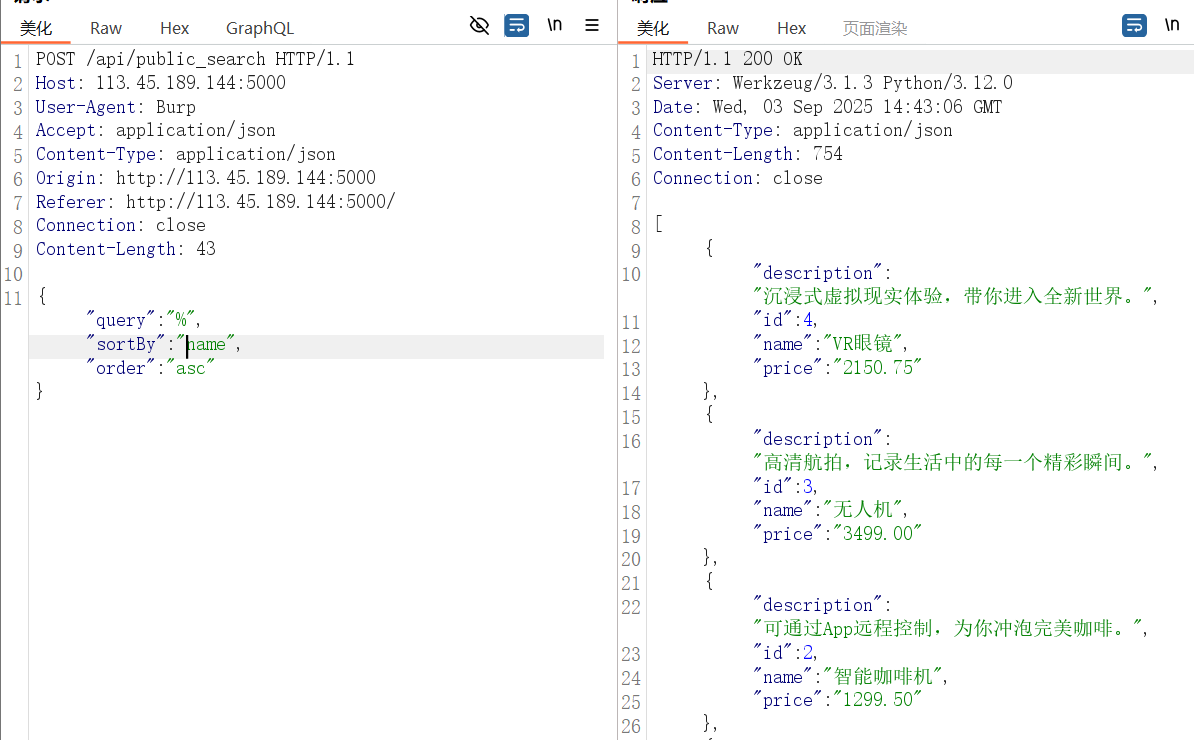 美化 Raw Hex GraphQL \n
1 POST /api/public_search HTTP/1.1
2 Host: 113.45.189.144:5000
3 User-Agent: Burp
4 Accept: application/json
5 Content-Type: application/json
6 Origin: http://113.45.189.144:5000
7 Referer: http://113.45.189.144:5000/
8 Connection: close
9 Content-Length: 43
10
11 {
"query":"%",
"sortBy":"name",
"order":"asc"
}
美化 Raw Hex 页面渲染 \n
1 HTTP/1.1 200 OK
2 Server: Werkzeug/3.1.3 Python/3.12.0
3 Date: Wed, 03 Sep 2025 14:43:06 GMT
4 Content-Type: application/json
5 Content-Length: 754
6 Connection: close
7
8 [
9 {
10 "description":
"沉浸式虚拟现实体验，带你进入全新世界。",
11 "id":4,
12 "name":"VR眼镜",
13 "price":"2150.75"
14 },
15 {
16 "description":
"高清航拍，记录生活中的每一个精彩瞬间。",
17 "id":3,
18 "name":"无人机",
19 "price":"3499.00"
20 },
21 {
22 "description":
"可通过App远程控制，为你冲泡完美咖啡。",
23 "id":2,
24 "name":"智能咖啡机",
25 "price":"1299.50"
26 },